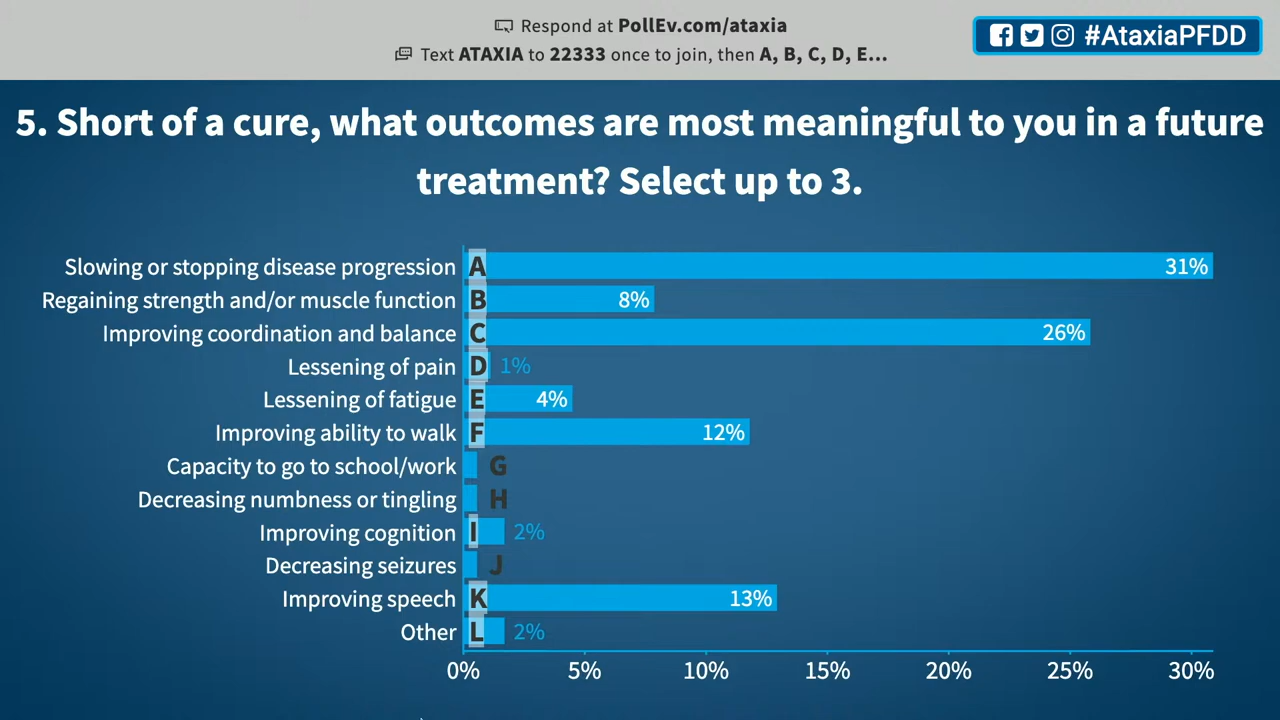 Respond at PollEv.com/ataxia
Text ATAXIA to 22333 once to join, then A, B, C, D, E...
#AtaxiaPFDD
5. Short of a cure, what outcomes are most meaningful to you in a future
treatment? Select up to 3.
Slowing or stopping disease progression A 31%
Regaining strength and/or muscle function B 8%
Improving coordination and balance C 26%
Lessening of pain D 1%
Lessening of fatigue E 4%
Improving ability to walk F 12%
Capacity to go to school/work G
Decreasing numbness or tingling H
Improving cognition I 2%
Decreasing seizures J
Improving speech K 13%
Other L 2%
0% 5% 10% 15% 20% 25% 30%